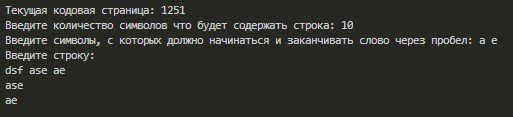 Текущая кодовая страница: 1251
Введите количество символов что будет содержать строка: 10
Введите символы, с которых должно начинаться и заканчивать слово через пробел: a e
Введите строку:
dsf ase ae
ase
ae